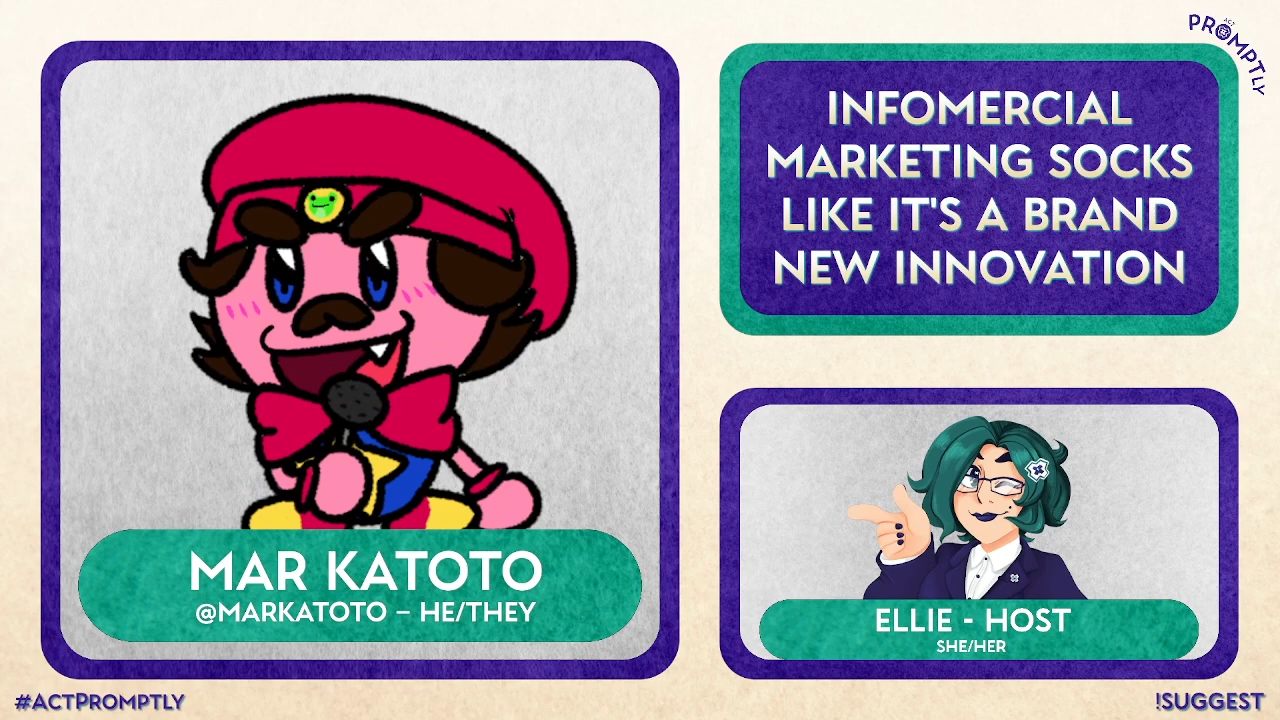 ACT
PROMPTLY
INFOMERCIAL
MARKETING SOCKS
LIKE IT'S A BRAND
NEW INNOVATION
MAR KATOTO
@MARKATOTO – HE/THEY
ELLIE - HOST
SHE/HER
#ACTPROMPTLY
!SUGGEST